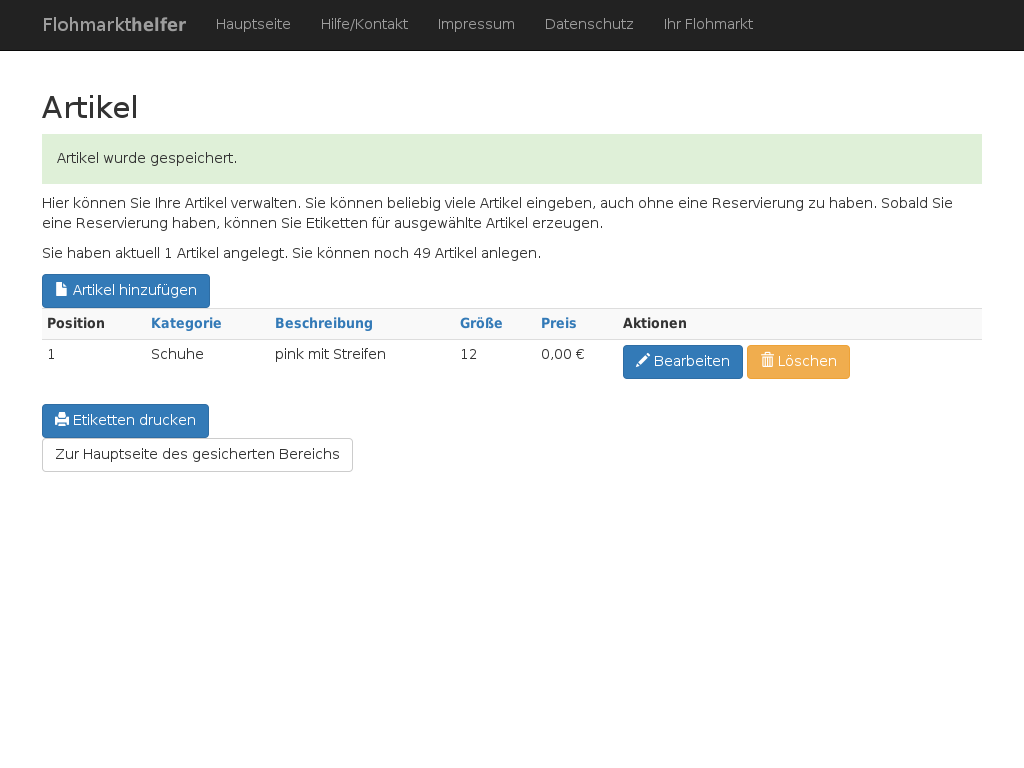 Flohmarkthelfer Hauptseite Hilfe/Kontakt Impressum Datenschutz Ihr Flohmarkt
Artikel
Artikel wurde gespeichert.
Hier können Sie Ihre Artikel verwalten. Sie können beliebig viele Artikel eingeben, auch ohne eine Reservierung zu haben. Sobald Sie
eine Reservierung haben, können Sie Etiketten für ausgewählte Artikel erzeugen.
Sie haben aktuell 1 Artikel angelegt. Sie können noch 49 Artikel anlegen.
Artikel hinzufügen
Position Kategorie Beschreibung Größe Preis Aktionen
1 Schuhe pink mit Streifen 12 0,00 € Bearbeiten Löschen
Etiketten drucken
Zur Hauptseite des gesicherten Bereichs